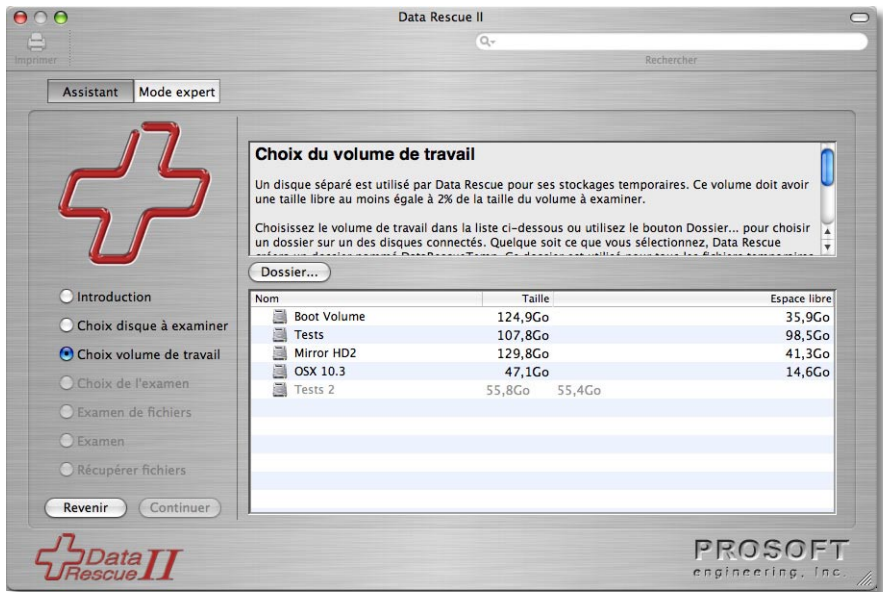 Data Rescue II
Imprimer
Rechercher
Assistant Mode expert
Choix du volume de travail
Un disque séparé est utilisé par Data Rescue pour ses stockages temporaires. Ce volume doit avoir
une taille libre au moins égale à 2% de la taille du volume à examiner.
Choisissez le volume de travail dans la liste ci-dessous ou utilisez le bouton Dossier... pour choisir
un dossier sur un des disques connectés. Quelque soit ce que vous sélectionnez, Data Rescue
Dossier...
Introduction
Choix disque à examiner
Choix volume de travail
Choix de l'examen
Examen de fichiers
Examen
Récupérer fichiers
Revenir Continuer
Nom Taille Espace libre
Boot Volume 124,9Go 35,9Go
Tests 107,8Go 98,5Go
Mirror HD2 129,8Go 41,3Go
OSX 10.3 47,1Go 14,6Go
Tests 2 55,8Go 55,4Go
Data
Rescue II
PROSOFT
engineering, inc.